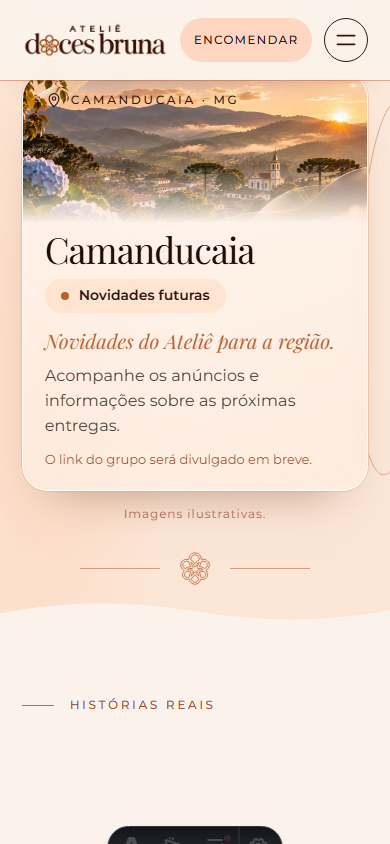 ATELIÊ
doces bruna
ENCOMENDAR
CAMANDUCAIA · MG
Camanducaia
Novidades futuras
Novidades do Ateliê para a região.
Acompanhe os anúncios e
informações sobre as próximas
entregas.
O link do grupo será divulgado em breve.
Imagens ilustrativas.
HISTÓRIAS REAIS